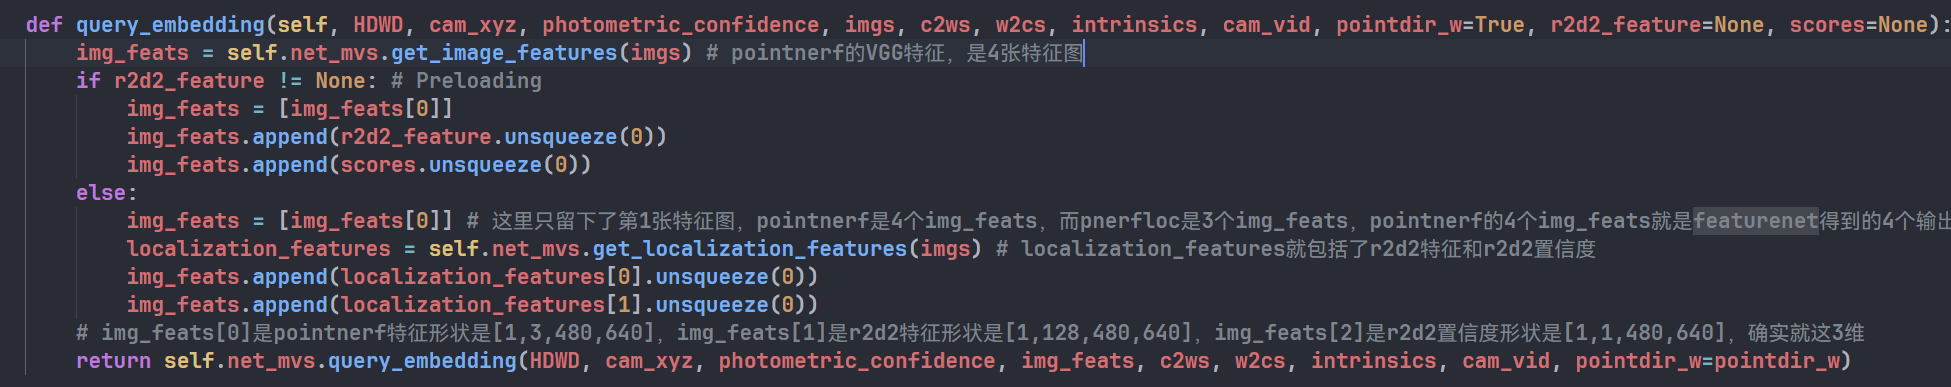 def query_embedding(self, HDWD, cam_xyz, photometric_confidence, imgs, c2ws, w2cs, intrinsics, cam_vid, pointdir_w=True, r2d2_feature=None, scores=None):
    img_feats = self.net_mvs.get_image_features(imgs) # pointnerf的VGG特征，是4张特征图
    if r2d2_feature != None: # Preloading
        img_feats = [img_feats[0]]
        img_feats.append(r2d2_feature.unsqueeze(0))
        img_feats.append(scores.unsqueeze(0))
    else:
        img_feats = [img_feats[0]] # 这里只留下了第1张特征图，pointnerf是4个img_feats，而pnerfloc是3个img_feats，pointnerf的4个img_feats就是featurenet得到的4个输出
        localization_features = self.net_mvs.get_localization_features(imgs) # localization_features就包括了r2d2特征和r2d2置信度
        img_feats.append(localization_features[0].unsqueeze(0))
        img_feats.append(localization_features[1].unsqueeze(0))
    # img_feats[0]是pointnerf特征形状是[1,3,480,640]，img_feats[1]是r2d2特征形状是[1,128,480,640]，img_feats[2]是r2d2置信度形状是[1,1,480,640]，确实就这3维
    return self.net_mvs.query_embedding(HDWD, cam_xyz, photometric_confidence, img_feats, c2ws, w2cs, intrinsics, cam_vid, pointdir_w=pointdir_w)